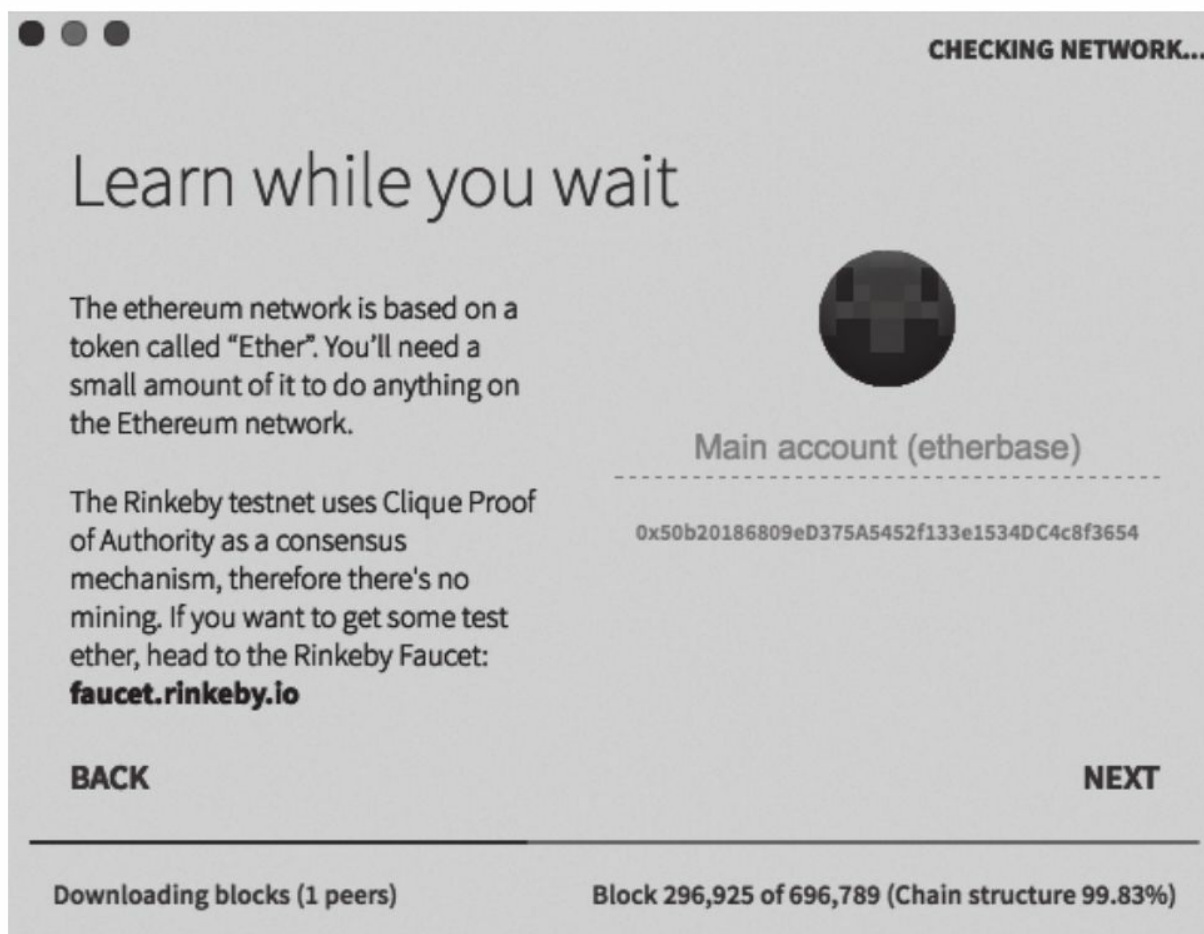 CHECKING NETWORK...
Learn while you wait
The ethereum network is based on a
token called “Ether”. You’ll need a
small amount of it to do anything on
the Ethereum network.
The Rinkeby testnet uses Clique Proof
of Authority as a consensus
mechanism, therefore there's no
mining. If you want to get some test
ether, head to the Rinkeby Faucet:
faucet.rinkeby.io
Main account (etherbase)
0x50b20186809eD375A5452f133e1534DC4c8f3654
BACK
NEXT
Downloading blocks (1 peers)
Block 296,925 of 696,789 (Chain structure 99.83%)